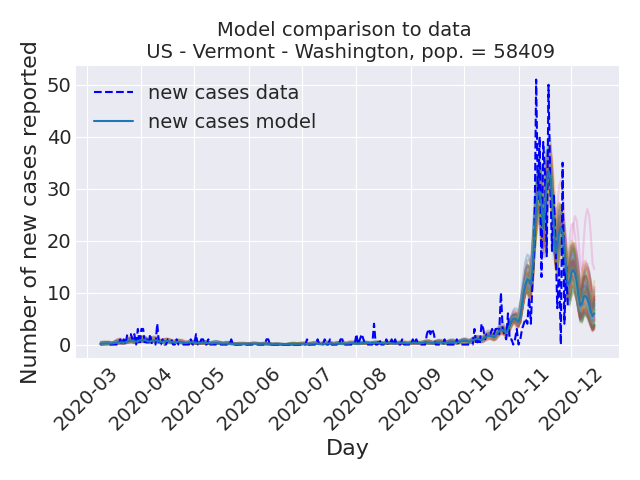 Model comparison to data
US - Vermont - Washington, pop. = 58409
Number of new cases reported
50
40
30
20
10
0
new cases data
new cases model
2020-03
2020-04
2020-05
2020-06
2020-07
2020-08
2020-09
2020-10
2020-11
2020-12
Day